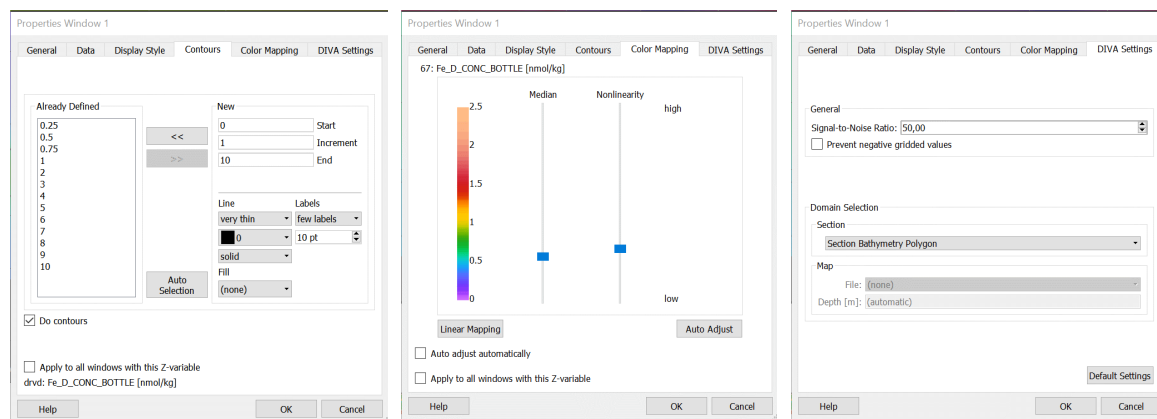 Properties Window 1
General Data Display Style Contours Color Mapping DIVA Settings
Already Defined
0.25
0.5
0.75
1
2
3
4
5
6
7
8
9
10
<<
>>
Auto
Selection
New
0 Start
1 Increment
10 End
Line Labels
very thin few labels
0 10 pt
solid
Fill
(none)
Do contours
Apply to all windows with this Z-variable
drvd: Fe_D_CONC_BOTTLE [nmol/kg]
Help OK Cancel
Properties Window 1
General Data Display Style Contours Color Mapping DIVA Settings
67: Fe_D_CONC_BOTTLE [nmol/kg]
Median Nonlinearity
2.5 high
2
1.5
1
0.5
0 low
Linear Mapping Auto Adjust
Auto adjust automatically
Apply to all windows with this Z-variable
Help OK Cancel
Properties Window 1
General Data Display Style Contours Color Mapping DIVA Settings
General
Signal-to-Noise Ratio: 50,00
Prevent negative gridded values
Domain Selection
Section
Section Bathymetry Polygon
Map
File: (none)
Depth [m]: (automatic)
Default Settings
Help OK Cancel